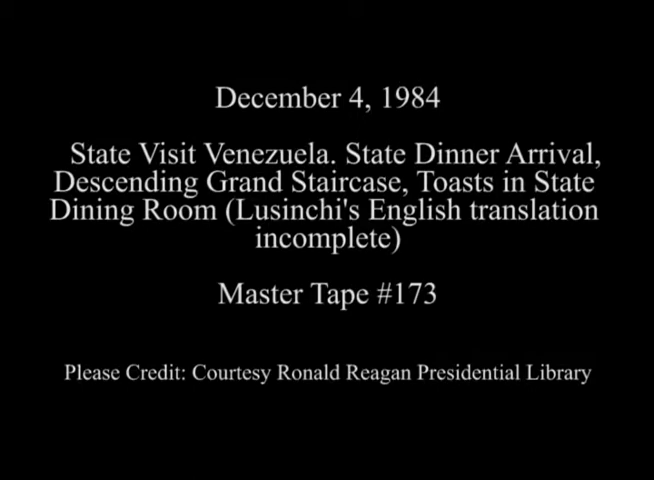 December 4, 1984
State Visit Venezuela. State Dinner Arrival,
Descending Grand Staircase, Toasts in State
Dining Room (Lusinchi's English translation
incomplete)
Master Tape #173
Please Credit: Courtesy Ronald Reagan Presidential Library